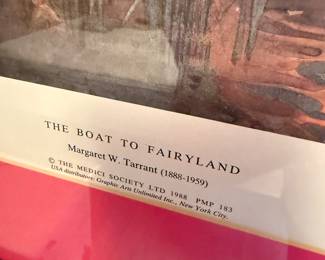 THE BOAT TO FAIRYLAND
Margaret W. Tarrant (1888-1959)
© THE MEDICI SOCIETY LTD 1988 PMP 183
USA distributors: Graphic Arts Unlimited Inc., New York City.